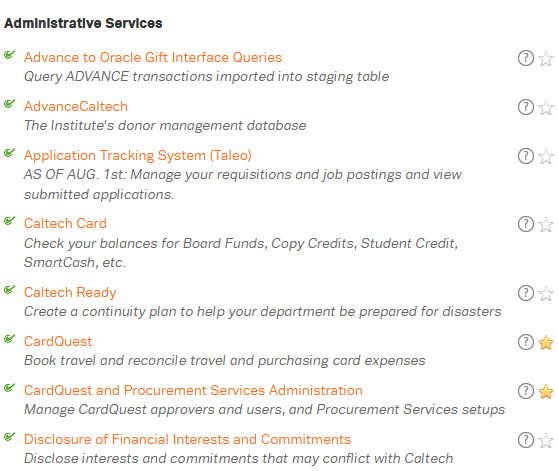 Administrative Services
Advance to Oracle Gift Interface Queries
Query ADVANCE transactions imported into staging table
AdvanceCaltech
The Institute's donor management database
Application Tracking System (Taleo)
AS OF AUG. 1st: Manage your requisitions and job postings and view
submitted applications.
Caltech Card
Check your balances for Board Funds, Copy Credits, Student Credit,
SmartCash, etc.
Caltech Ready
Create a continuity plan to help your department be prepared for disasters
CardQuest
Book travel and reconcile travel and purchasing card expenses
CardQuest and Procurement Services Administration
Manage CardQuest approvers and users, and Procurement Services setups
Disclosure of Financial Interests and Commitments
Disclose interests and commitments that may conflict with Caltech